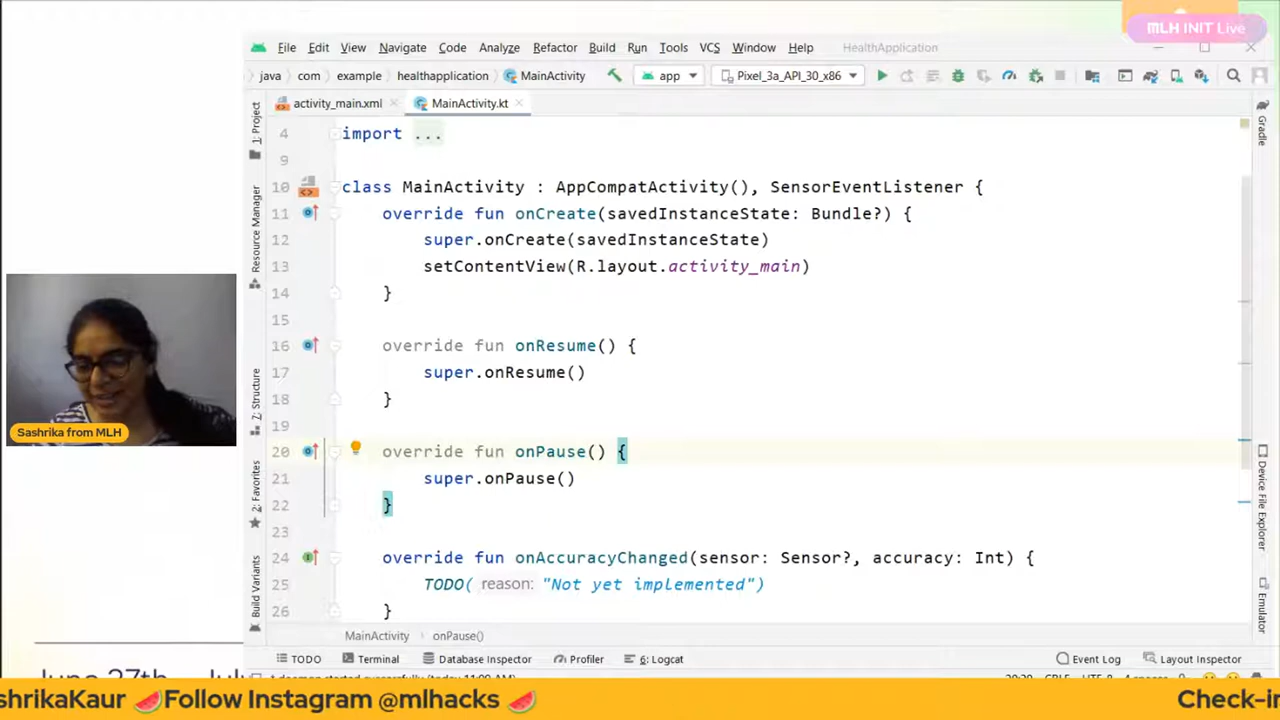 MLH INIT Live
File Edit View Navigate Code Analyze Refactor Build Run Tools VCS Window Help HealthApplication
java com example healthapplication MainActivity app Pixel_3a_API_30_x86
activity_main.xml MainActivity.kt
1: Project
Resource Manager
7: Structure
2: Favorites
Build Variants
4 import ...
9
10 class MainActivity : AppCompatActivity(), SensorEventListener {
11 override fun onCreate(savedInstanceState: Bundle?) {
12 super.onCreate(savedInstanceState)
13 setContentView(R.layout.activity_main)
14 }
15
16 override fun onResume() {
17 super.onResume()
18 }
19
20 override fun onPause() {
21 super.onPause()
22 }
23
24 override fun onAccuracyChanged(sensor: Sensor?, accuracy: Int) {
25 TODO( reason: "Not yet implemented")
26 }
Gradle
Device File Explorer
Emulator
Sashrika from MLH
MainActivity onPause()
TODO Terminal Database Inspector Profiler 6: Logcat Event Log Layout Inspector
June 27th
ashrikaKaur 🍉Follow Instagram @mlhacks 🍉 Check-in